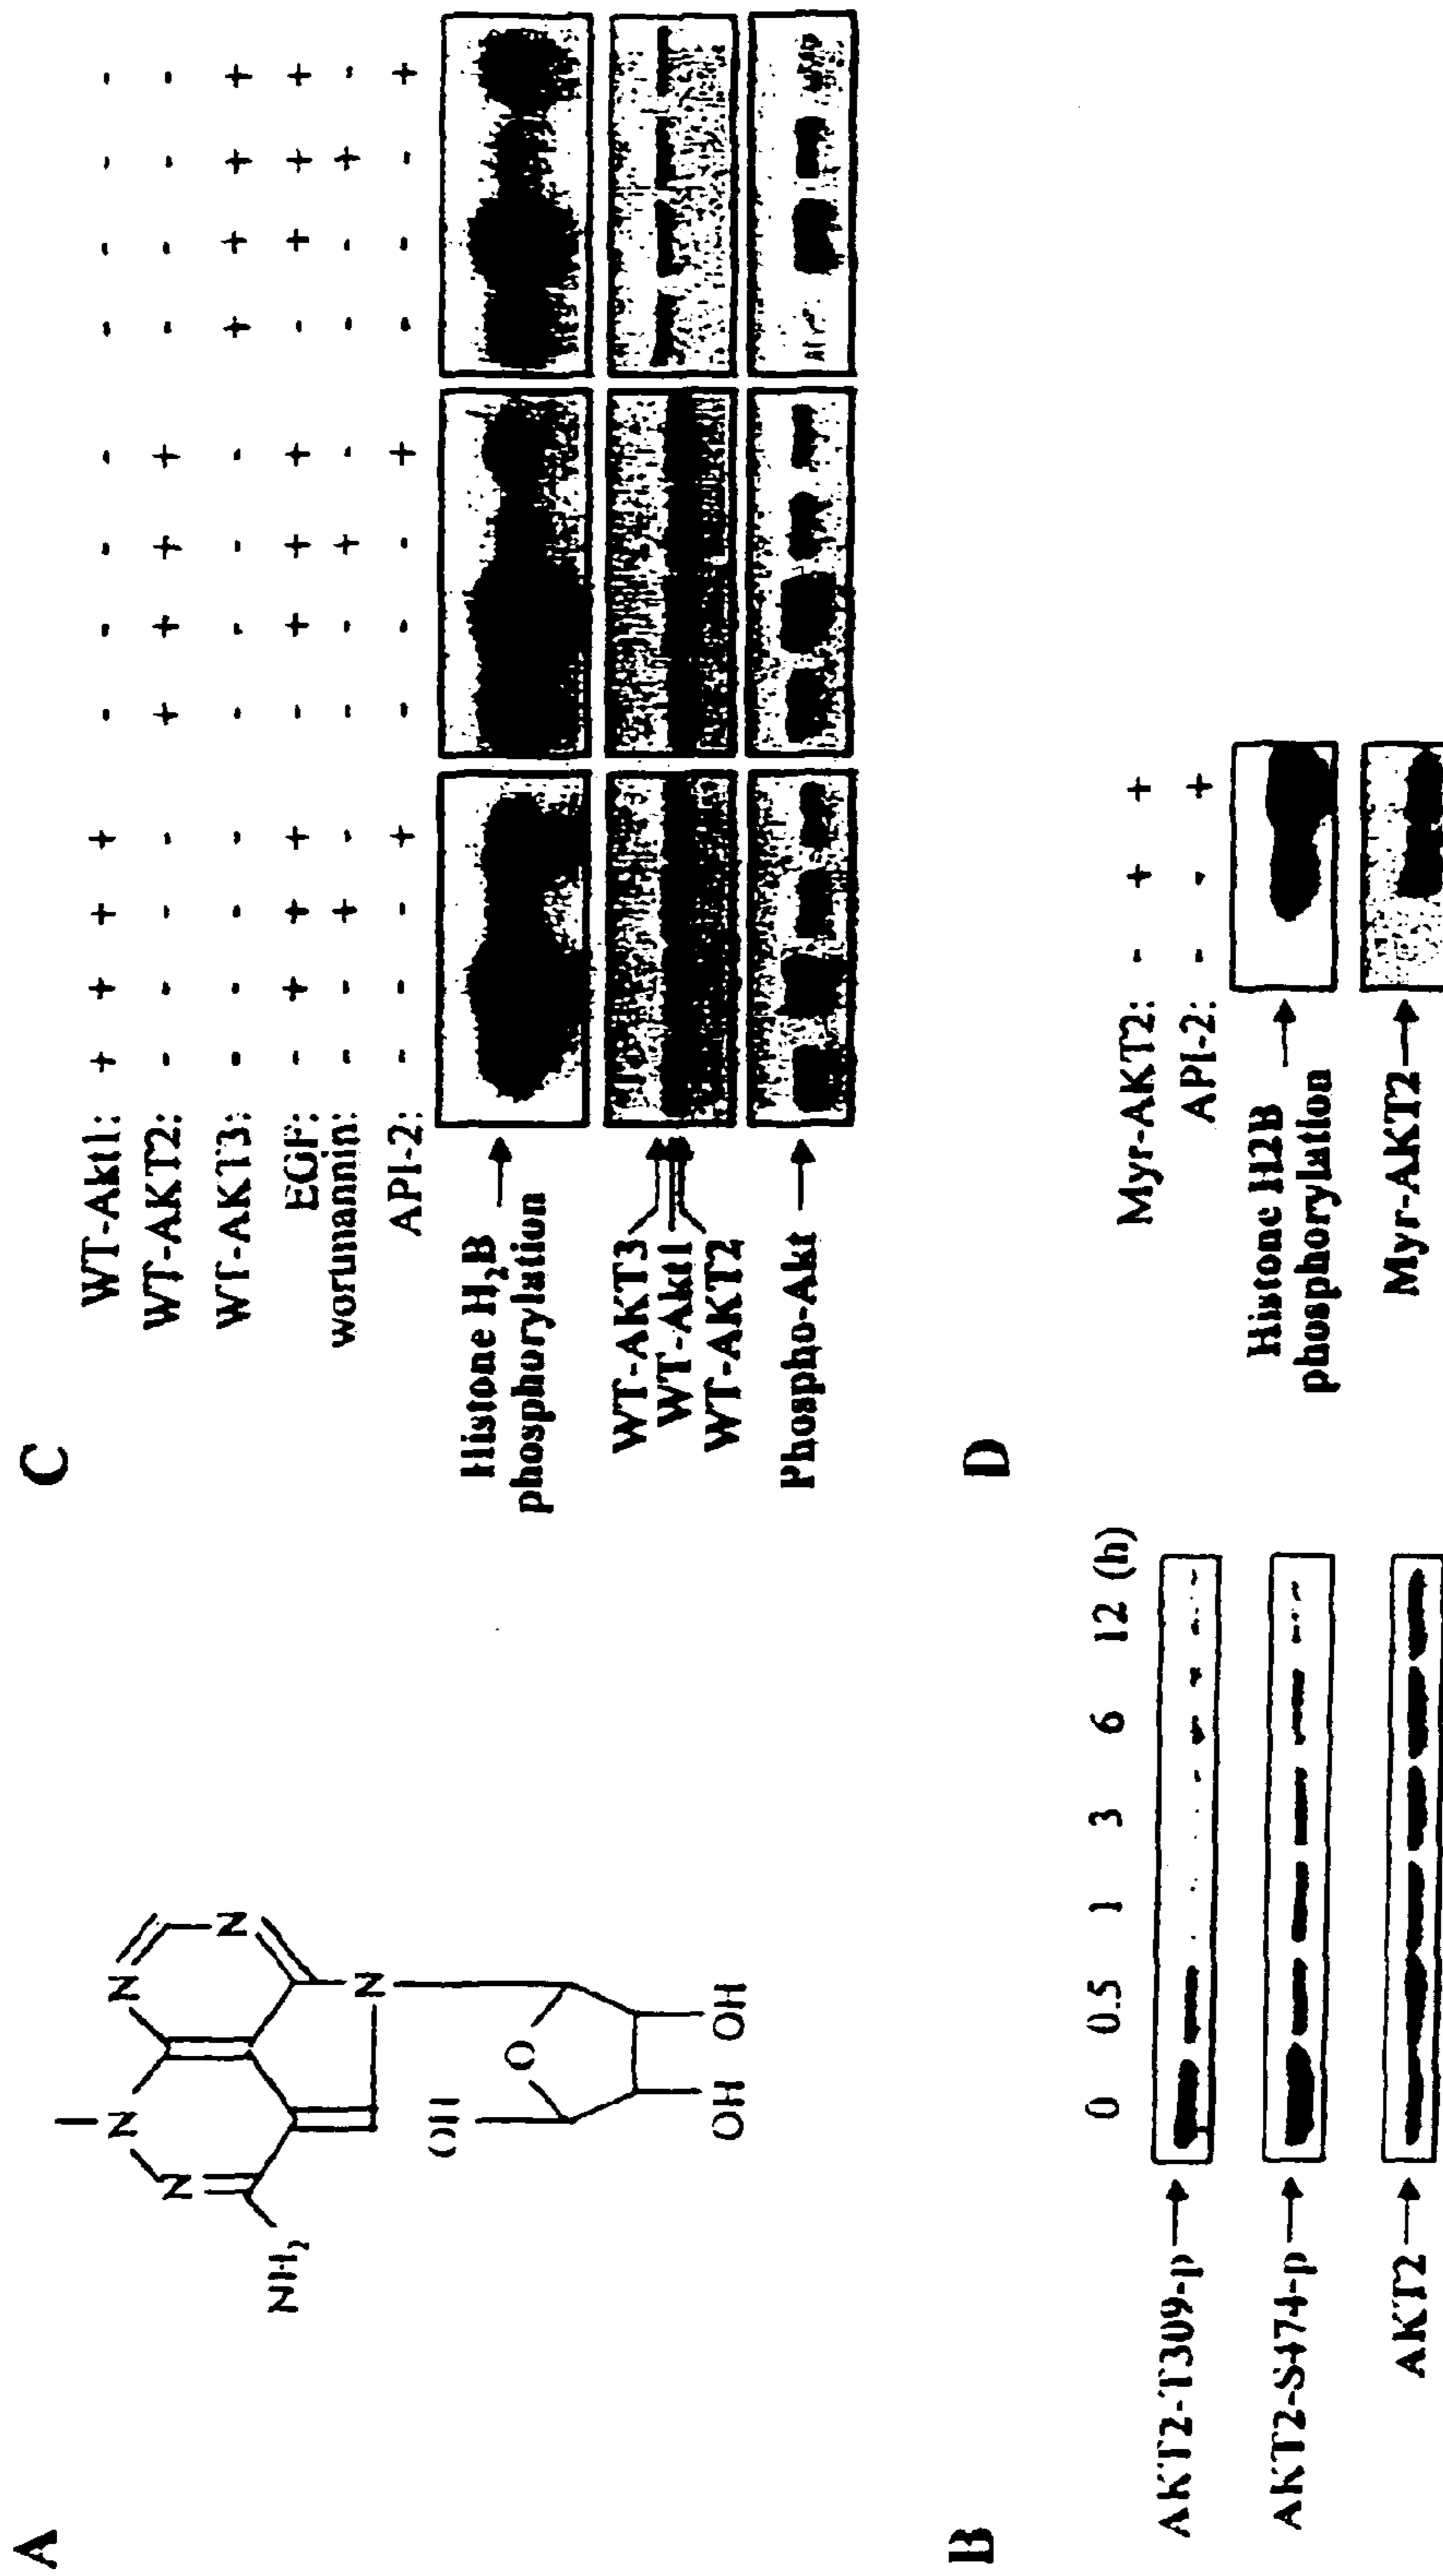 A
N
N
N
N
N
NH2
OH
O
OH OH
B
0 0.5 1 3 6 12 (h)
AKT2-T309-p
AKT2-S474-p
AKT2
C
WT-Akt1: + + + + - - - - - - - -
WT-AKT2: - - - - + + + + - - - -
WT-AKT3: - - - - - - - - + + + +
EGF: - + + + - + + + - + + +
wortmannin: - - + - - - + - - - + -
API-2: - - - + - - - + - - - +
Histone H2B
phosphorylation
WT-AKT3
WT-Akt1
WT-AKT2
Phospho-Akt
D
Myr-AKT2: - + +
API-2: - - +
Histone H2B
phosphorylation
Myr-AKT2